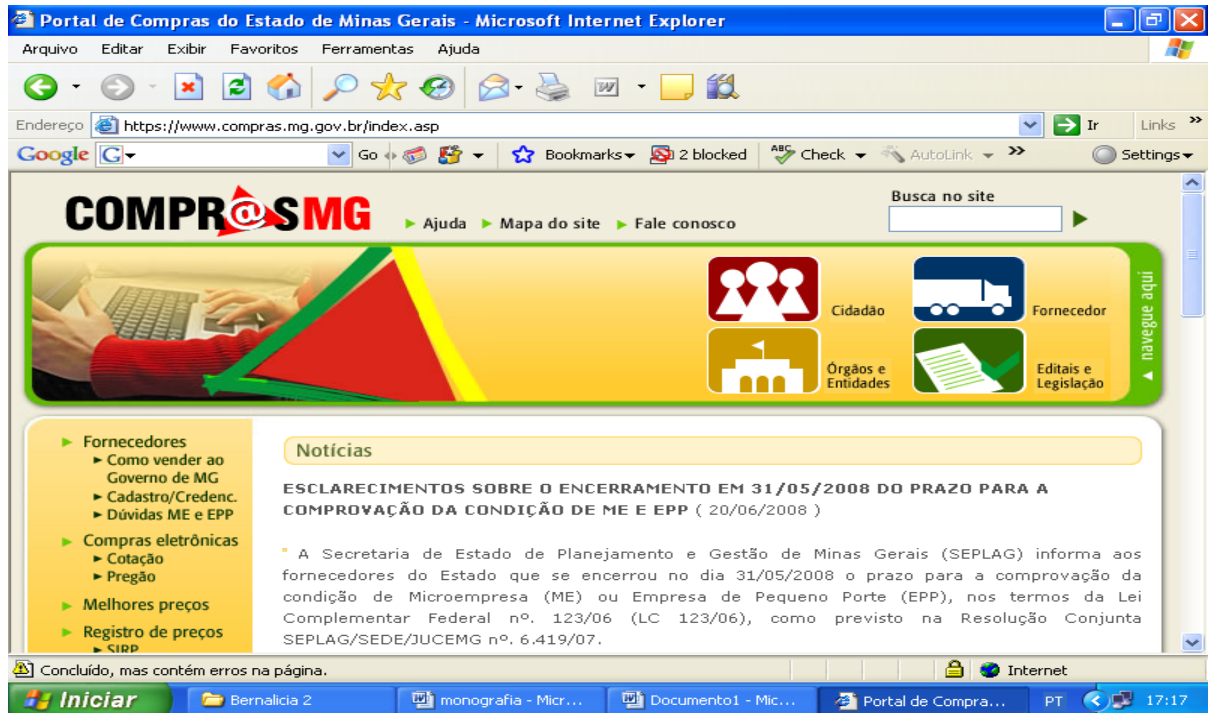 Portal de Compras do Estado de Minas Gerais - Microsoft Internet Explorer
Arquivo Editar Exibir Favoritos Ferramentas Ajuda
Endereço https://www.compras.mg.gov.br/index.asp Ir Links »
Google G Go Bookmarks 2 blocked ABC Check AutoLink » Settings
COMPR@S MG
Ajuda Mapa do site Fale conosco
Busca no site
Cidadão
Fornecedor
Órgãos e
Entidades
Editais e
Legislação
navegue aqui
Fornecedores
Como vender ao
Governo de MG
Cadastro/Credenc.
Dúvidas ME e EPP
Compras eletrônicas
Cotação
Pregão
Melhores preços
Registro de preços
SIRP
Notícias
ESCLARECIMENTOS SOBRE O ENCERRAMENTO EM 31/05/2008 DO PRAZO PARA A
COMPROVAÇÃO DA CONDIÇÃO DE ME E EPP ( 20/06/2008 )
" A Secretaria de Estado de Planejamento e Gestão de Minas Gerais (SEPLAG) informa aos
fornecedores do Estado que se encerrou no dia 31/05/2008 o prazo para a comprovação da
condição de Microempresa (ME) ou Empresa de Pequeno Porte (EPP), nos termos da Lei
Complementar Federal nº. 123/06 (LC 123/06), como previsto na Resolução Conjunta
SEPLAG/SEDE/JUCEMG nº. 6.419/07.
Concluído, mas contém erros na página. Internet
Iniciar Bernalicia 2 monografia - Micr... Documento1 - Mic... Portal de Compra... PT 17:17